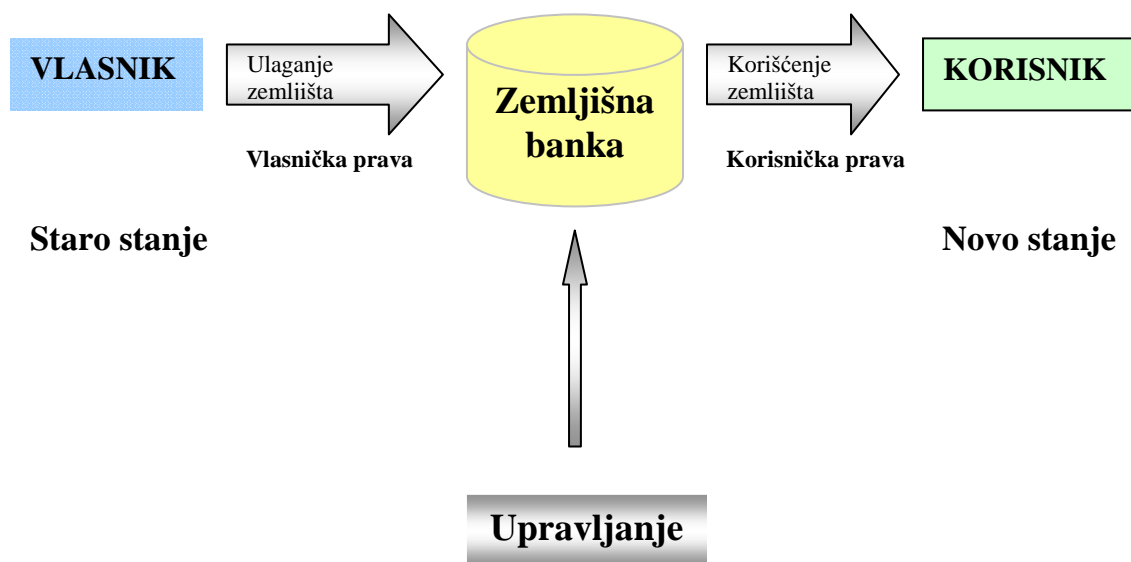 VLASNIK
Ulaganje
zemljišta
Vlasnička prava
Zemljišna
banka
Korišćenje
zemljišta
Korisnička prava
KORISNIK
Staro stanje
Novo stanje
Upravljanje